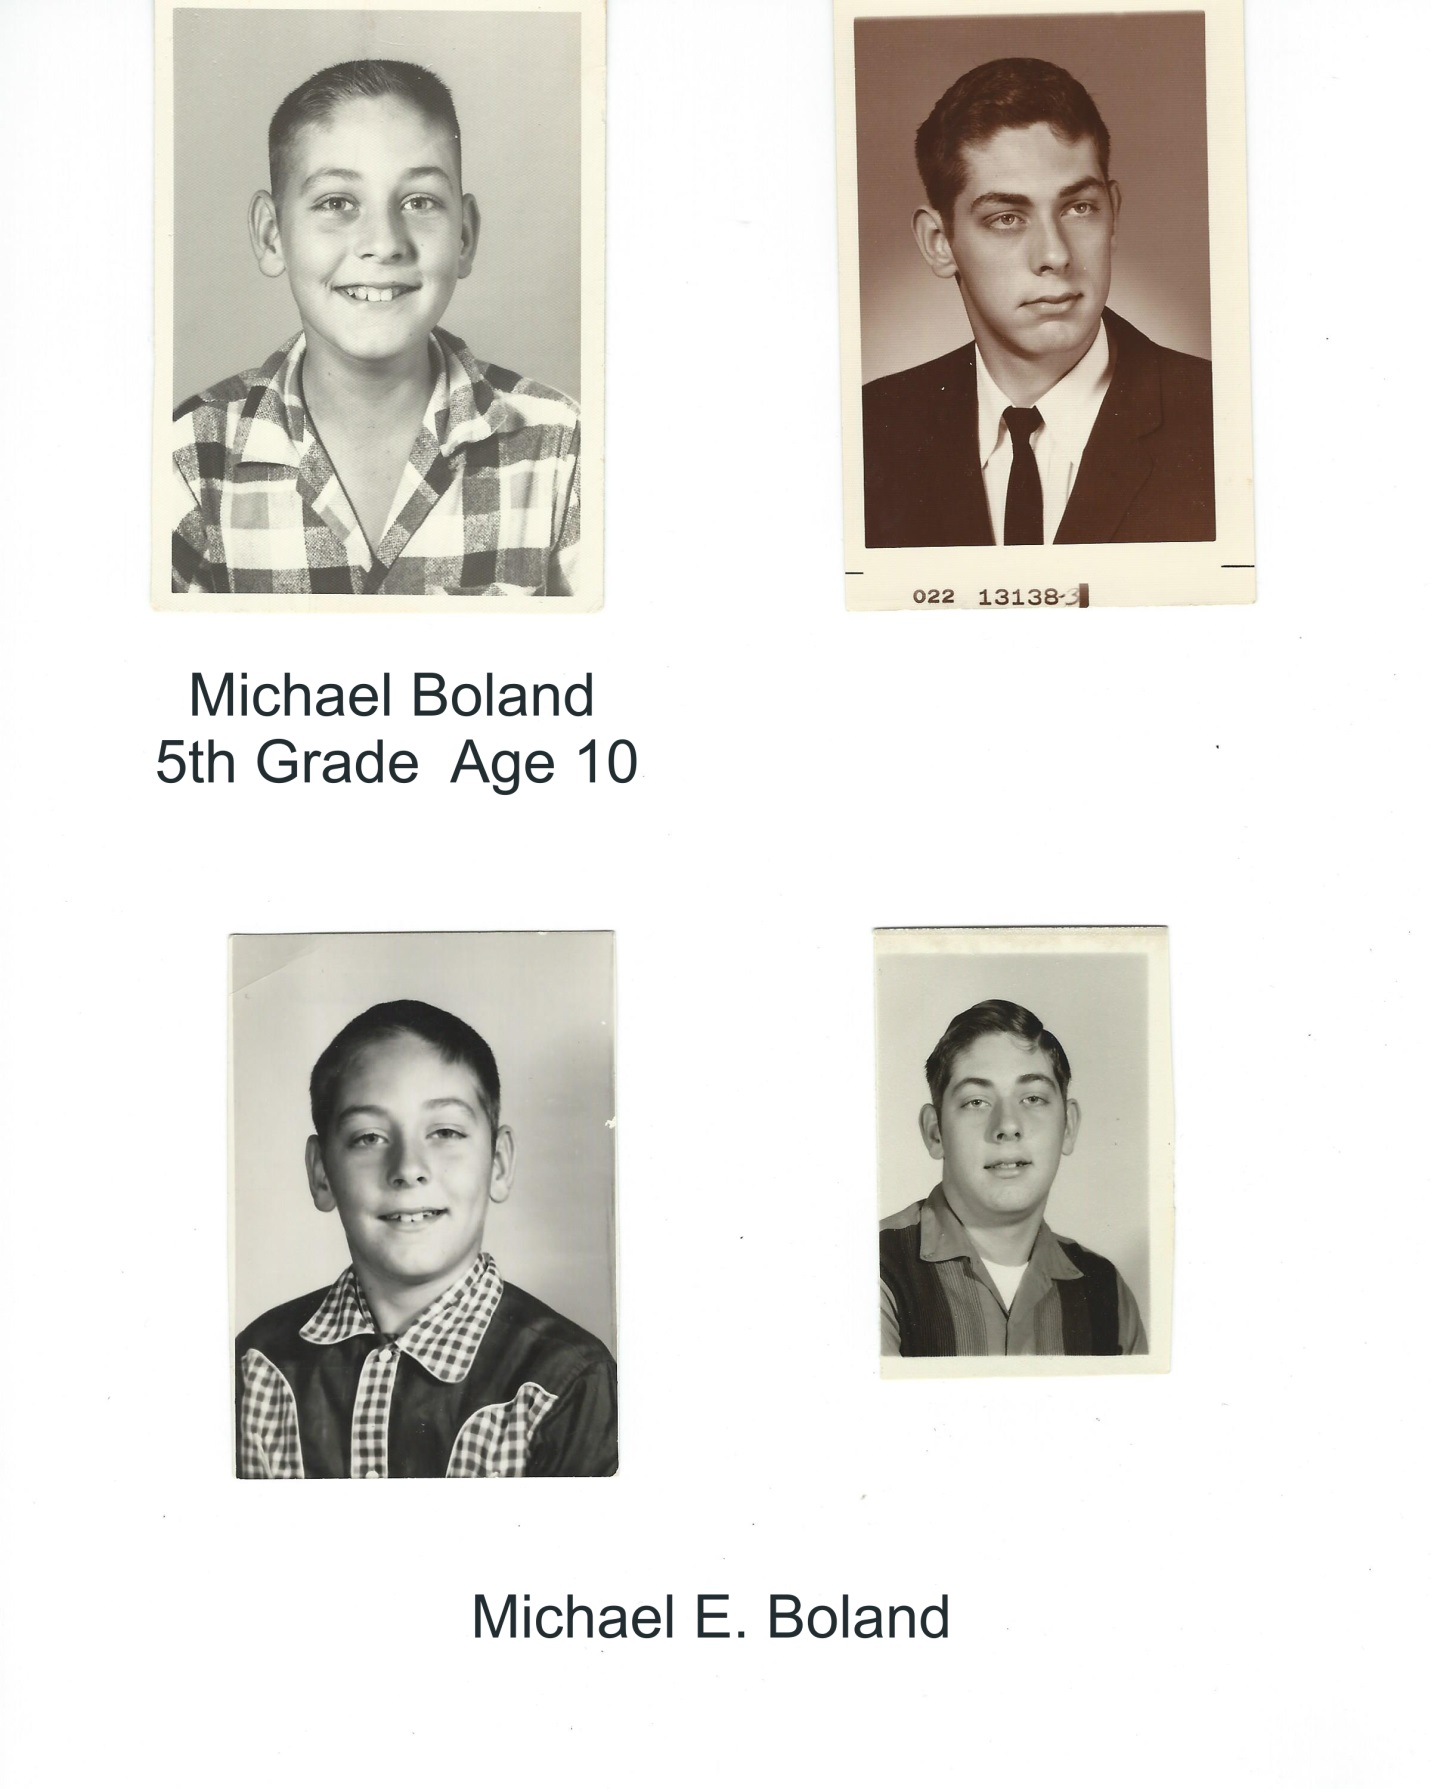 022 13138-3
Michael Boland
5th Grade Age 10
Michael E. Boland